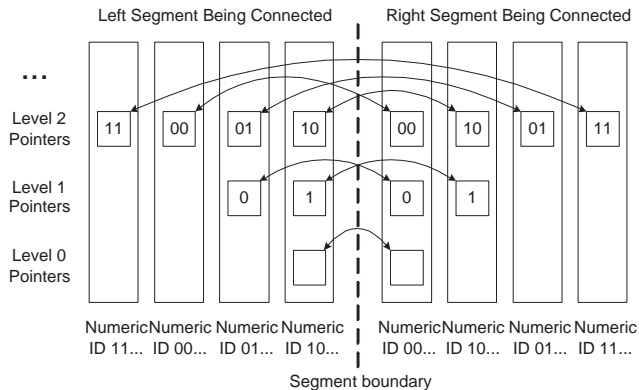 Left Segment Being Connected Right Segment Being Connected
...
Level 2 Pointers 11 00 01 10 00 10 01 11
Level 1 Pointers 0 1 0 1
Level 0 Pointers
Numeric ID 11... Numeric ID 00... Numeric ID 01... Numeric ID 10... Numeric ID 00... Numeric ID 10... Numeric ID 01... Numeric ID 11...
Segment boundary